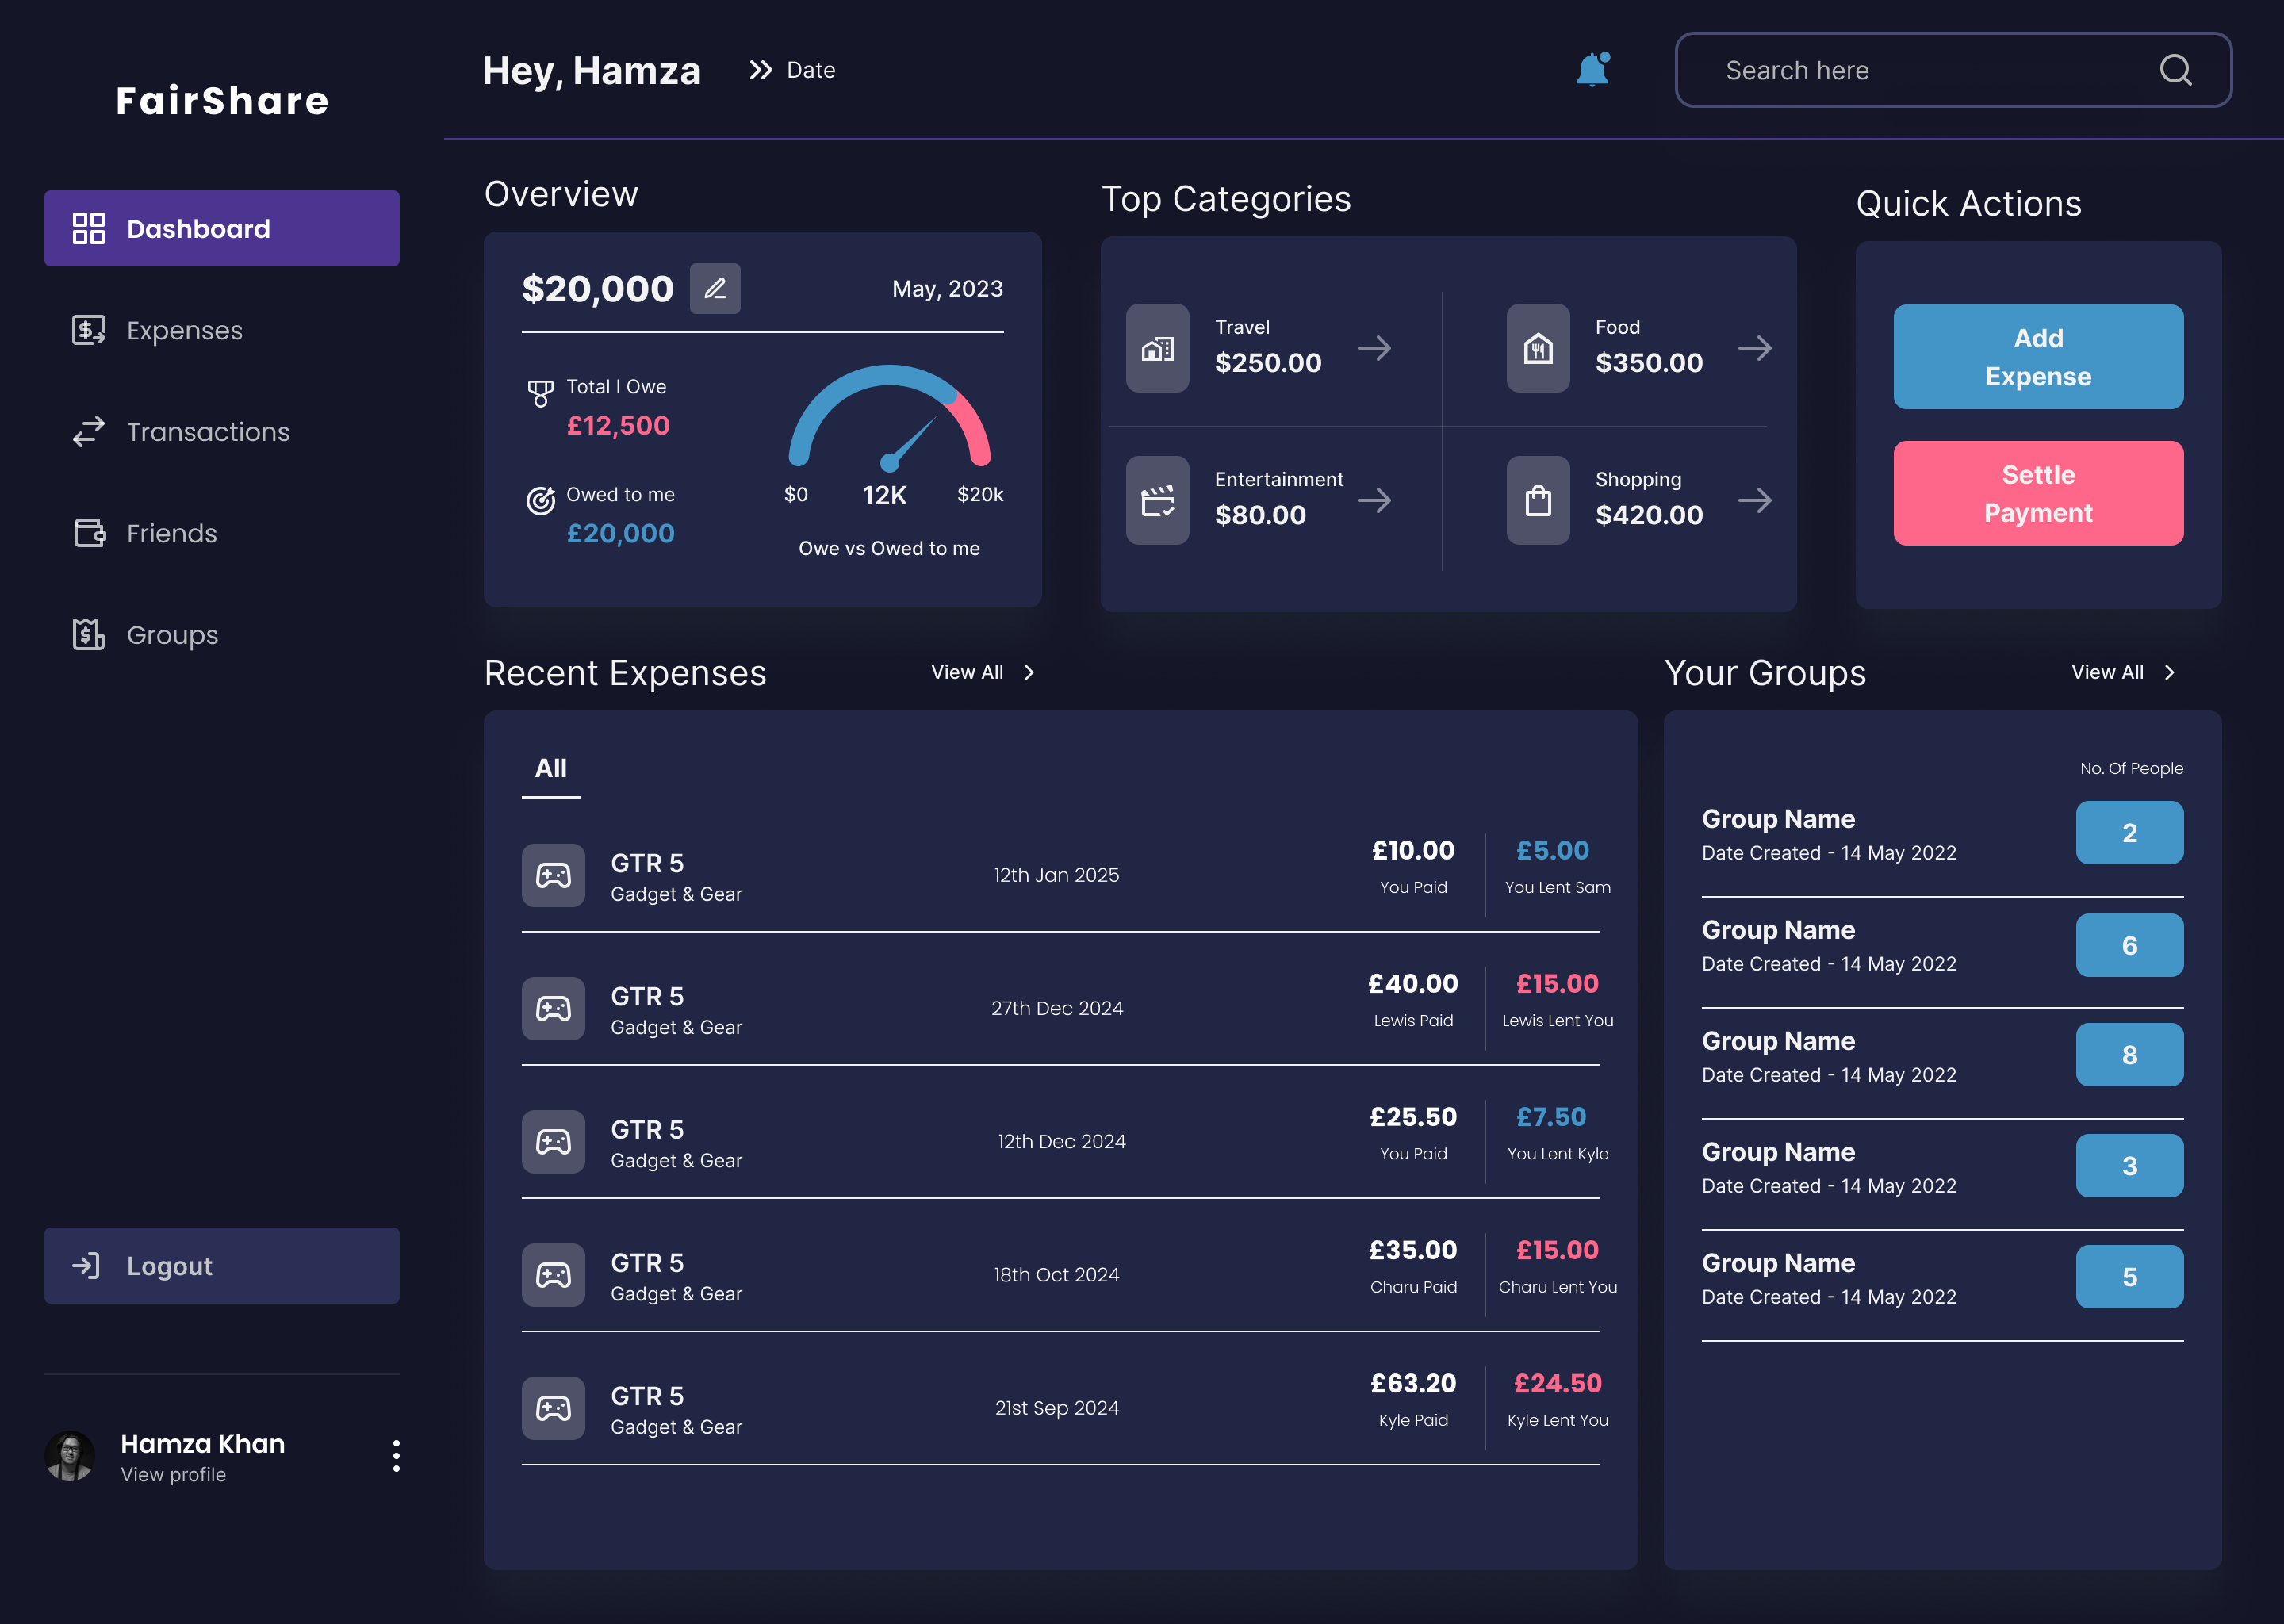 FairShare
Dashboard
Expenses
Transactions
Friends
Groups
Logout
Hamza Khan
View profile
Hey, Hamza
Date
Search here
Overview
$20,000
May, 2023
Total I Owe
£12,500
Owed to me
£20,000
$0
12K
$20k
Owe vs Owed to me
Top Categories
Travel
$250.00
Food
$350.00
Entertainment
$80.00
Shopping
$420.00
Quick Actions
Add
Expense
Settle
Payment
Recent Expenses
View All
All
GTR 5
Gadget & Gear
12th Jan 2025
£10.00
You Paid
£5.00
You Lent Sam
GTR 5
Gadget & Gear
27th Dec 2024
£40.00
Lewis Paid
£15.00
Lewis Lent You
GTR 5
Gadget & Gear
12th Dec 2024
£25.50
You Paid
£7.50
You Lent Kyle
GTR 5
Gadget & Gear
18th Oct 2024
£35.00
Charu Paid
£15.00
Charu Lent You
GTR 5
Gadget & Gear
21st Sep 2024
£63.20
Kyle Paid
£24.50
Kyle Lent You
Your Groups
View All
No. Of People
Group Name
Date Created - 14 May 2022
2
Group Name
Date Created - 14 May 2022
6
Group Name
Date Created - 14 May 2022
8
Group Name
Date Created - 14 May 2022
3
Group Name
Date Created - 14 May 2022
5